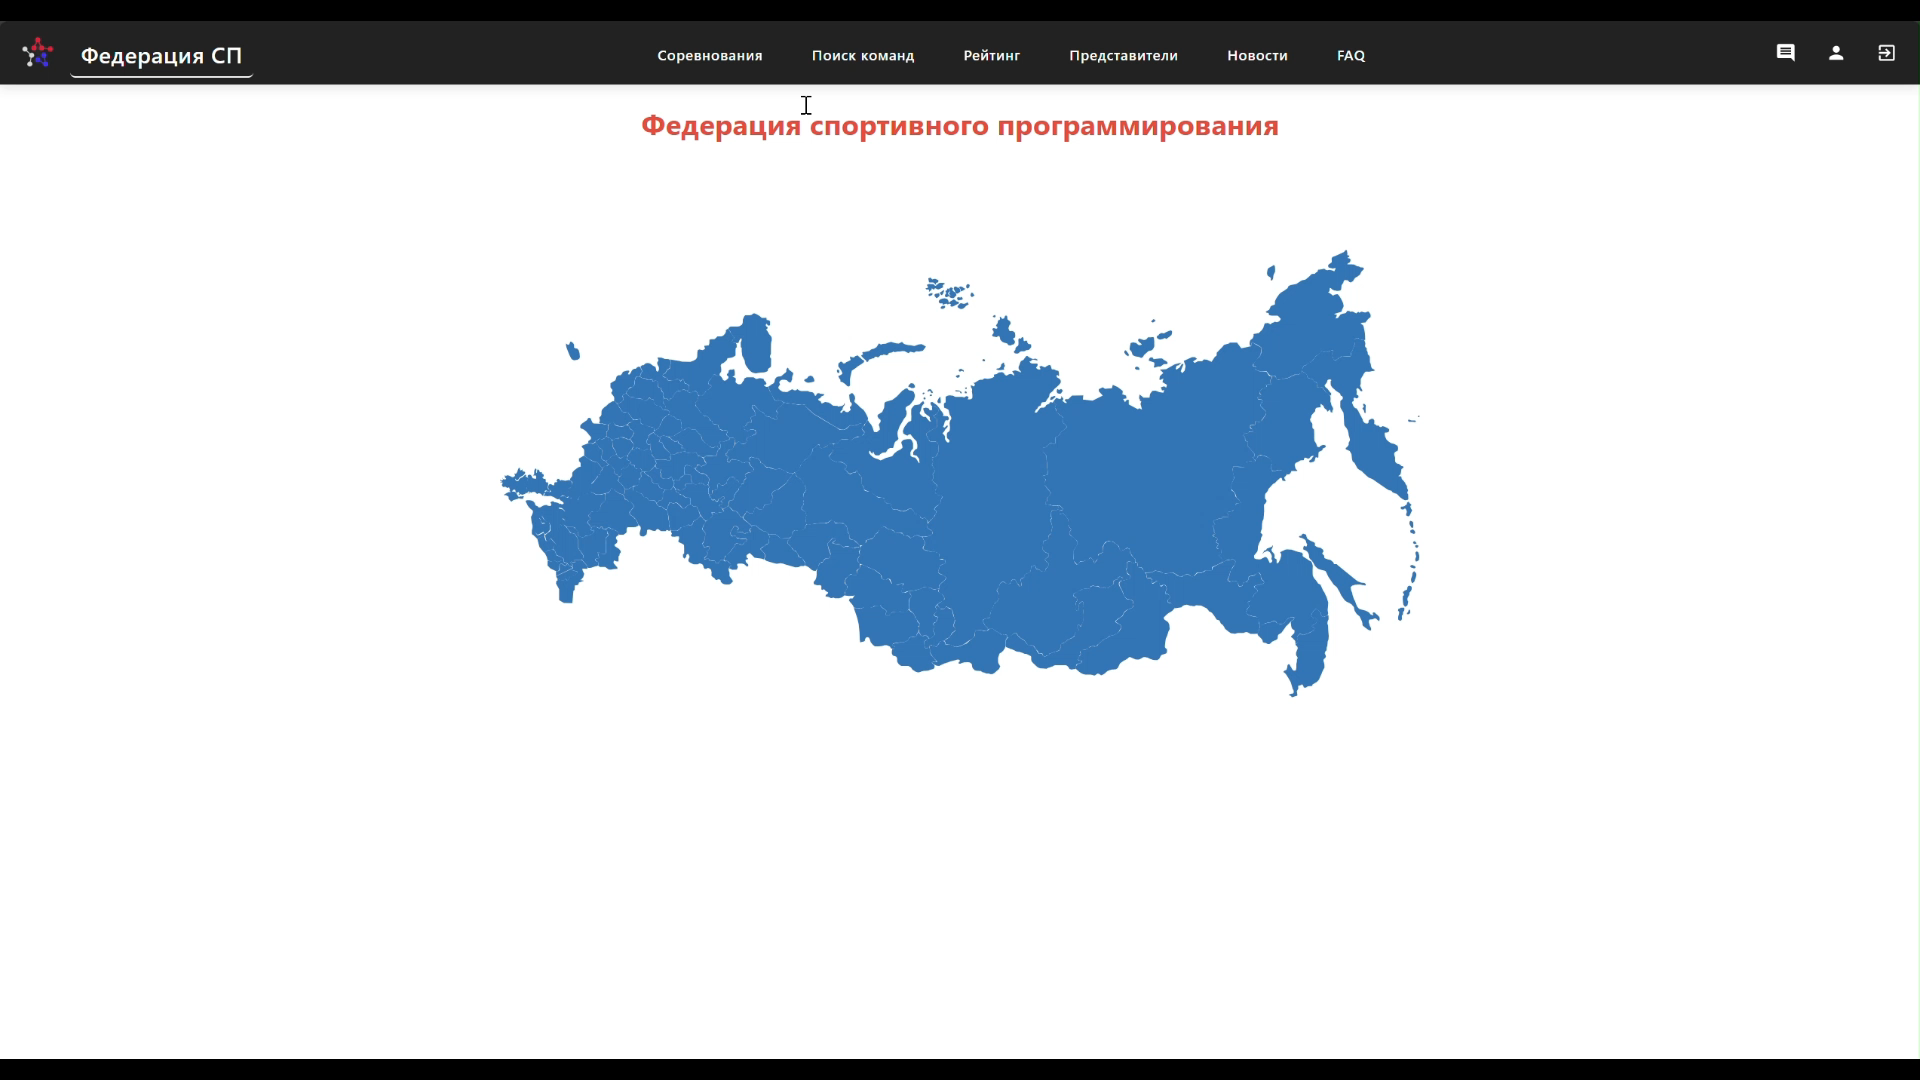 Федерация СП
Соревнования
Поиск команд
Рейтинг
Представители
Новости
FAQ
Федерация спортивного программирования